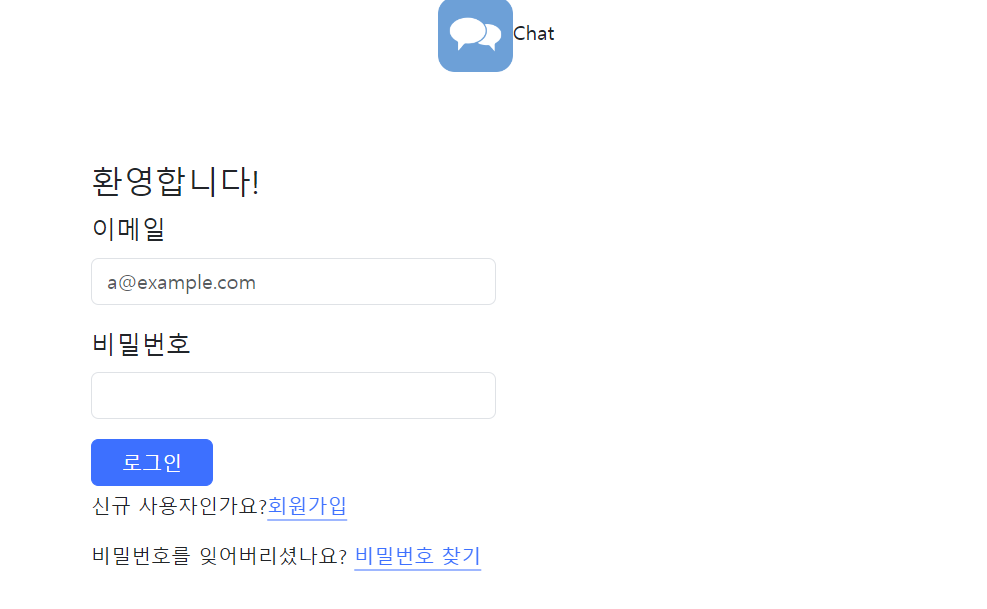 Chat
환영합니다!
이메일
a@example.com
비밀번호
로그인
신규 사용자인가요?회원가입
비밀번호를 잊어버리셨나요? 비밀번호 찾기